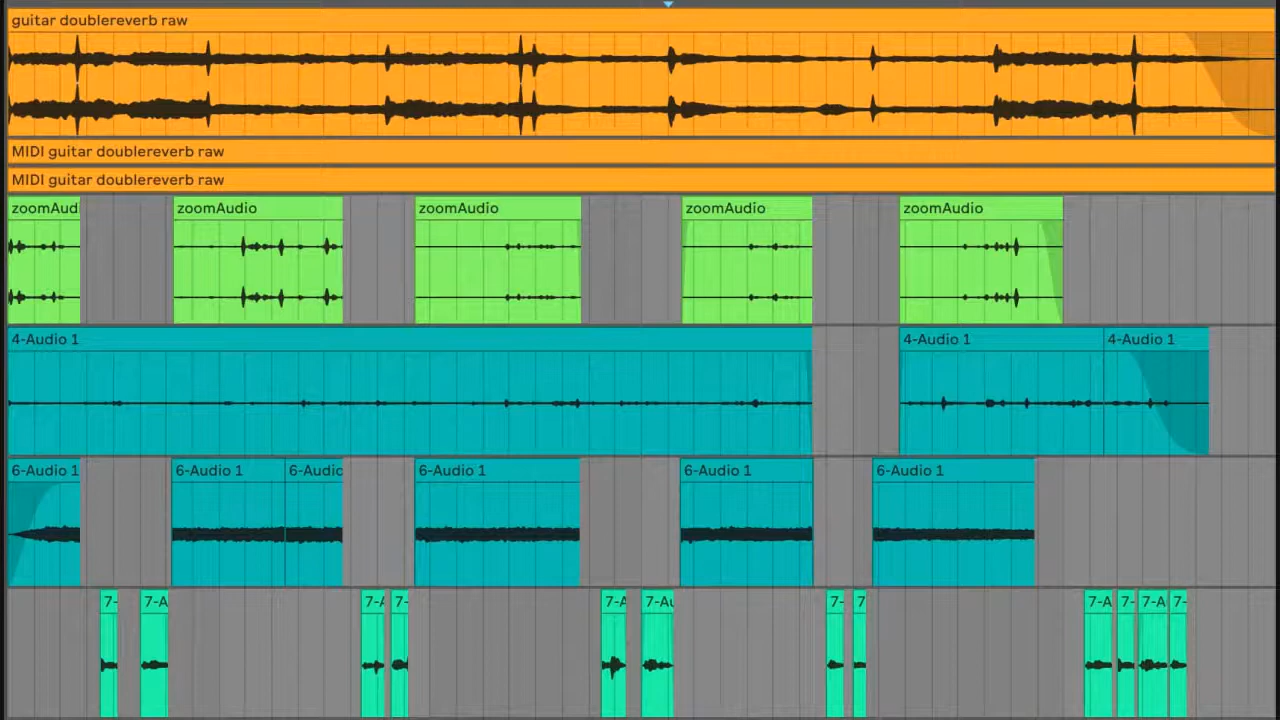 guitar doublereverb raw
MIDI guitar doublereverb raw
MIDI guitar doublereverb raw
zoomAud zoomAudio zoomAudio zoomAudio zoomAudio
4-Audio 1 4-Audio 1 4-Audio 1
6-Audio 1 6-Audio 1 6-Audio 6-Audio 1 6-Audio 1 6-Audio 1
7- 7-A 7-A 7- 7-A 7-Au 7- 7 7-A 7- 7-A 7-